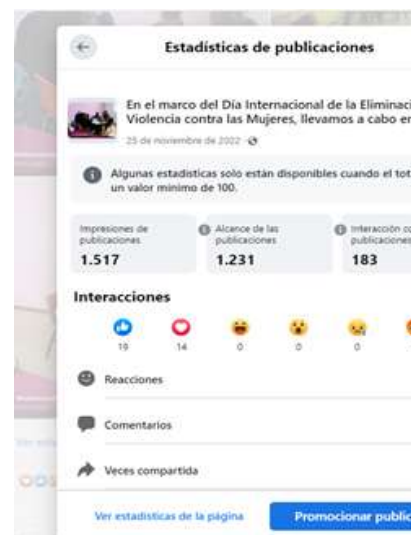 Estadísticas de publicaciones
En el marco del Día Internacional de la Eliminaci
Violencia contra las Mujeres, llevamos a cabo en
25 de noviembre de 2022
Algunas estadísticas solo están disponibles cuando el tot
un valor mínimo de 100.
Impresiones de
publicaciones
1.517
Alcance de las
publicaciones
1.231
Interacción co
publicaciones
183
Interacciones
19 14 0 0 0
Reacciones
Comentarios
Veces compartida
Ver estadísticas de la página
Promocionar public